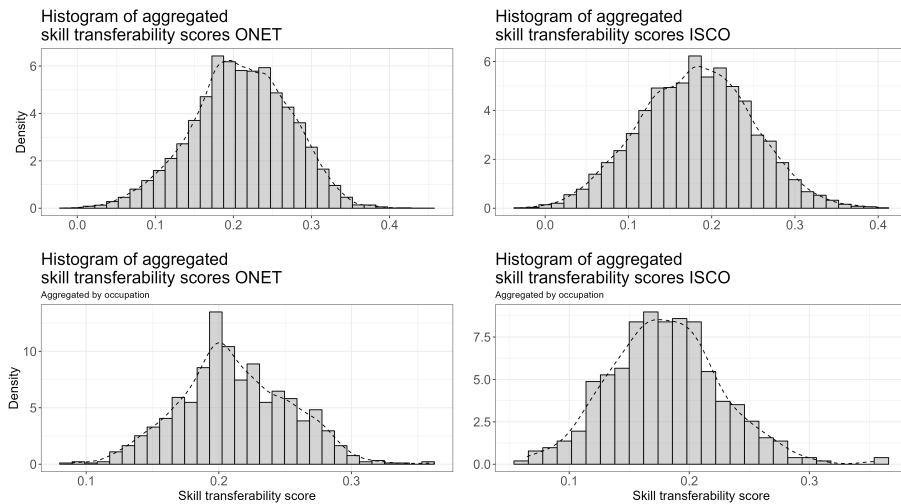 Histogram of aggregated
skill transferability scores ONET
Density
6
4
2
0
0.0 0.1 0.2 0.3 0.4
Histogram of aggregated
skill transferability scores ISCO
6
4
2
0
0.0 0.1 0.2 0.3 0.4
Histogram of aggregated
skill transferability scores ONET
Aggregated by occupation
Density
10
5
0
0.1 0.2 0.3
Skill transferability score
Histogram of aggregated
skill transferability scores ISCO
Aggregated by occupation
7.5
5.0
2.5
0.0
0.1 0.2 0.3
Skill transferability score